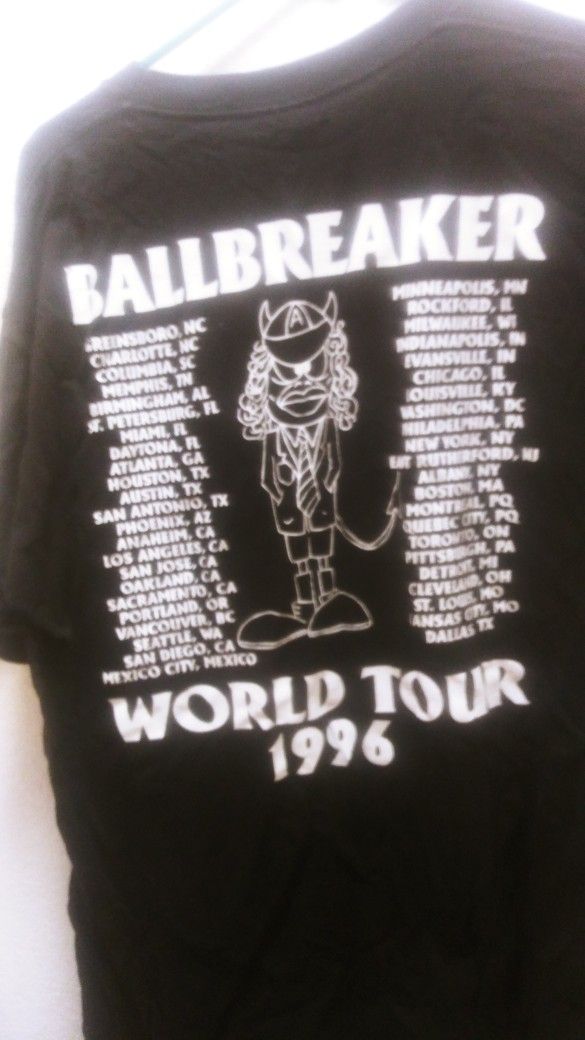 BALLBREAKER
A
GREENSBORO, NC
CHARLOTTE, NC
COLUMBIA, SC
MEMPHIS, TN
BIRMINGHAM, AL
ST. PETERSBURG, FL
MIAMI, FL
DAYTONA, FL
ATLANTA, GA
HOUSTON, TX
AUSTIN, TX
SAN ANTONIO, TX
PHOENIX, AZ
ANAHEIM, CA
LOS ANGELES, CA
SAN JOSE, CA
OAKLAND, CA
SACRAMENTO, CA
PORTLAND, OR
VANCOUVER, BC
SEATTLE, WA
SAN DIEGO, CA
MEXICO CITY, MEXICO
MINNEAPOLIS, MN
ROCKFORD, IL
MILWAUKEE, WI
INDIANAPOLIS, IN
EVANSVILLE, IN
CHICAGO, IL
LOUISVILLE, KY
WASHINGTON, DC
PHILADELPHIA, PA
NEW YORK, NY
EAST RUTHERFORD, NJ
ALBANY, NY
BOSTON, MA
MONTREAL, PQ
QUEBEC CITY, PQ
TORONTO, ON
PITTSBURGH, PA
DETROIT, MI
CLEVELAND, OH
ST. LOUIS, MO
KANSAS CITY, MO
DALLAS TX
WORLD TOUR
1996